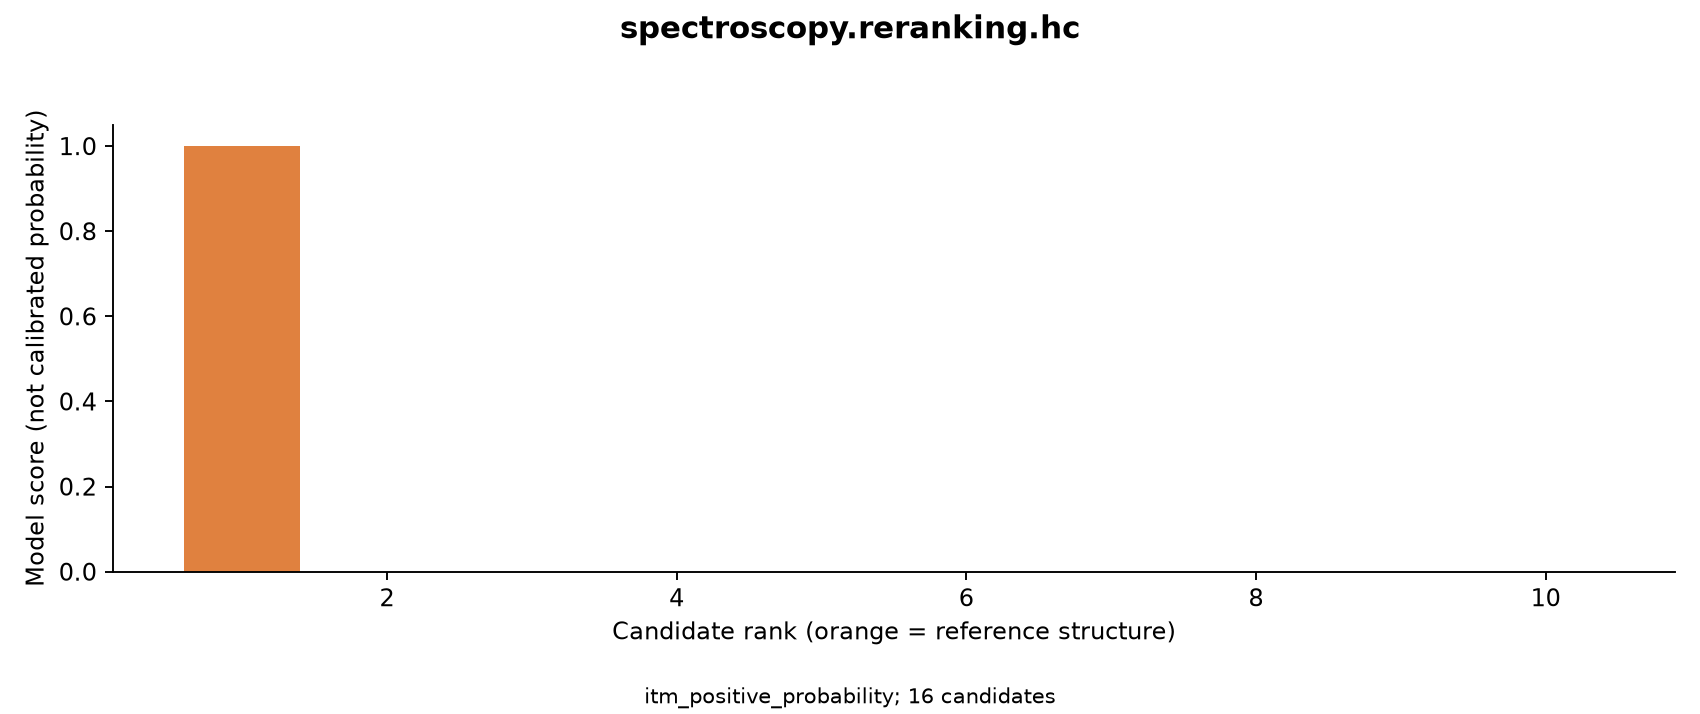 spectroscopy.reranking.hc
Model score (not calibrated probability)
1.0
0.8
0.6
0.4
0.2
0.0
2 4 6 8 10
Candidate rank (orange = reference structure)
itm_positive_probability; 16 candidates